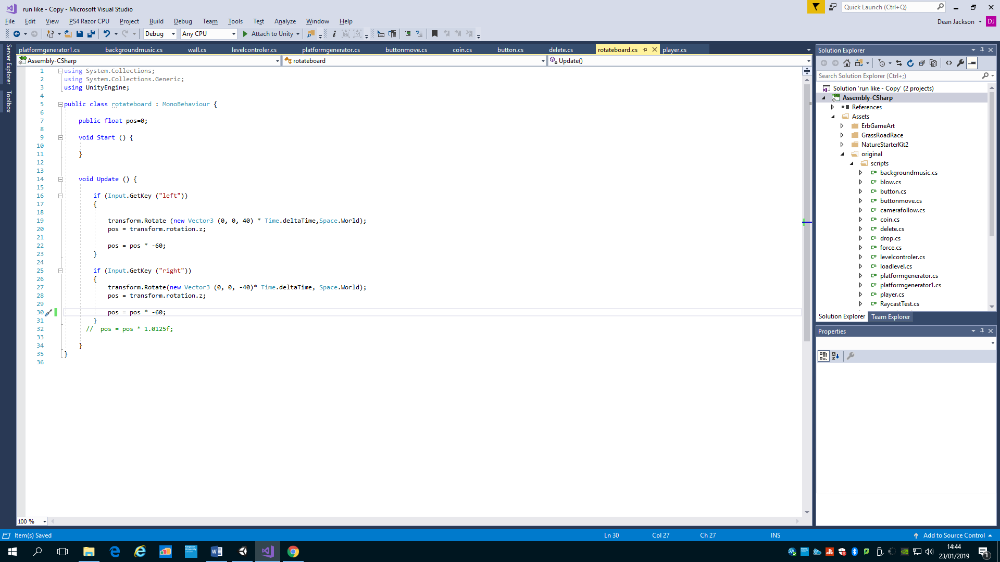 run like - Copy - Microsoft Visual Studio
Quick Launch (Ctrl+Q)
File Edit View PS4 Razor CPU Project Build Debug Team Tools Test Analyze Window Help
Dean Jackson DJ
Debug Any CPU Attach to Unity
platformgenerator1.cs backgroundmusic.cs wall.cs levelcontroler.cs platformgenerator.cs buttonmove.cs coin.cs button.cs delete.cs rotateboard.cs player.cs
Assembly-CSharp rotateboard Update()
Server Explorer
Toolbox
1 using System.Collections;
2 using System.Collections.Generic;
3 using UnityEngine;
4
5 public class rotateboard : MonoBehaviour {
6
7 public float pos=0;
8
9 void Start () {
10
11 }
12
13
14 void Update () {
15
16 if (Input.GetKey ("left"))
17 {
18
19 transform.Rotate (new Vector3 (0, 0, 40) * Time.deltaTime,Space.World);
20 pos = transform.rotation.z;
21
22 pos = pos * -60;
23 }
24
25 if (Input.GetKey ("right"))
26 {
27 transform.Rotate(new Vector3 (0, 0, -40)* Time.deltaTime, Space.World);
28 pos = transform.rotation.z;
29
30 pos = pos * -60;
31 }
32 // pos = pos * 1.0125f;
33
34 }
35 }
36
100 %
Solution Explorer
Search Solution Explorer (Ctrl+;)
Solution 'run like - Copy' (2 projects)
Assembly-CSharp
References
Assets
ErbGameArt
GrassRoadRace
NatureStarterKit2
original
scripts
C# backgroundmusic.cs
C# blow.cs
C# button.cs
C# buttonmove.cs
C# camerafollow.cs
C# coin.cs
C# delete.cs
C# drop.cs
C# force.cs
C# levelcontroler.cs
C# loadlevel.cs
C# platformgenerator.cs
C# platformgenerator1.cs
C# player.cs
C# RaycastTest.cs
Solution Explorer Team Explorer
Properties
Item(s) Saved Ln 30 Col 27 Ch 27 INS Add to Source Control
14:44
23/01/2019
1